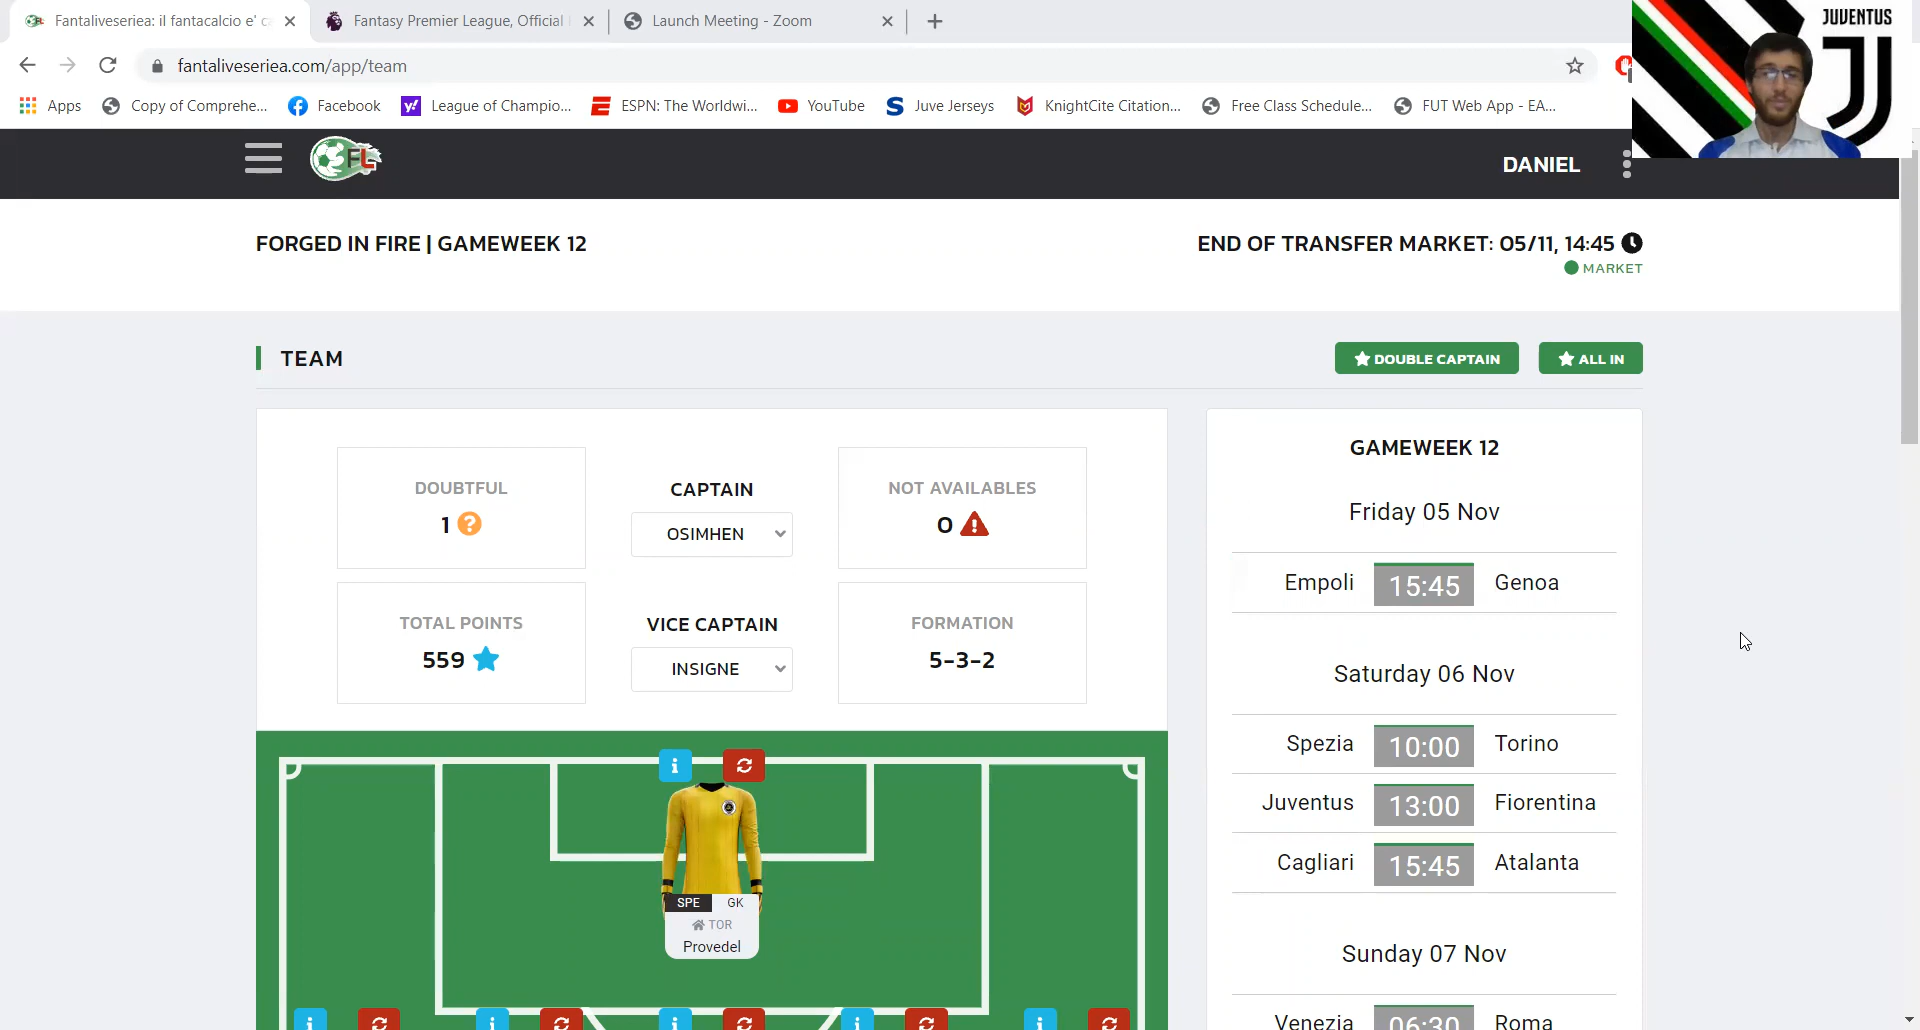 Fantaliveseriea: il fantacalcio e' c
Fantasy Premier League, Official
Launch Meeting - Zoom
JUVENTUS
fantaliveseriea.com/app/team
Apps
Copy of Comprehe...
Facebook
League of Champio...
ESPN: The Worldwi...
YouTube
Juve Jerseys
KnightCite Citation...
Free Class Schedule...
FUT Web App - EA...
FL
DANIEL
FORGED IN FIRE | GAMEWEEK 12
END OF TRANSFER MARKET: 05/11, 14:45
MARKET
TEAM
DOUBLE CAPTAIN
ALL IN
DOUBTFUL
1
CAPTAIN
OSIMHEN
NOT AVAILABLES
0
TOTAL POINTS
559
VICE CAPTAIN
INSIGNE
FORMATION
5-3-2
SPE GK
TOR
Provedel
GAMEWEEK 12
Friday 05 Nov
Empoli 15:45 Genoa
Saturday 06 Nov
Spezia 10:00 Torino
Juventus 13:00 Fiorentina
Cagliari 15:45 Atalanta
Sunday 07 Nov
Venezia 06:30 Roma